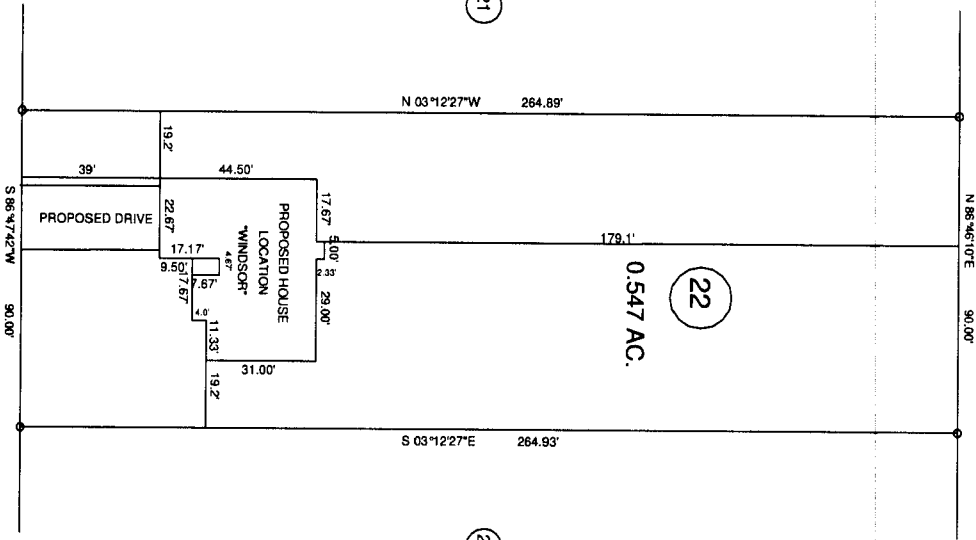 21
N 03°12'27"W 264.89'
19.2'
39'
44.50'
17.67'
5.00'
2.33'
29.00'
S 86°47'42"W 90.00'
PROPOSED DRIVE
22.67'
17.17'
9.50'
7.67'
4.67'
17.67'
4.0'
11.33'
19.2'
31.00'
PROPOSED HOUSE
LOCATION
"WINDSOR"
179.1'
22
0.547 AC.
N 86°46'10"E 90.00'
S 03°12'27"E 264.93'